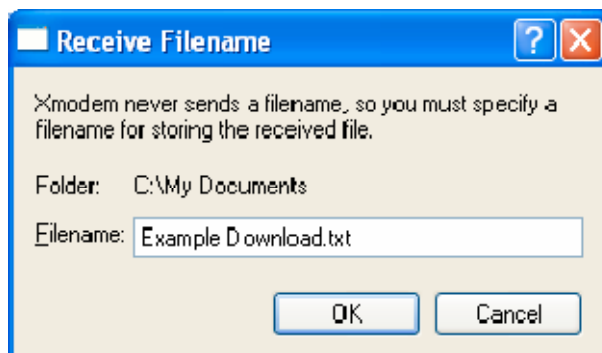 Receive Filename
?
X
Xmodem never sends a filename, so you must specify a
filename for storing the received file.
Folder: C:\My Documents
Filename: Example Download.txt
OK Cancel